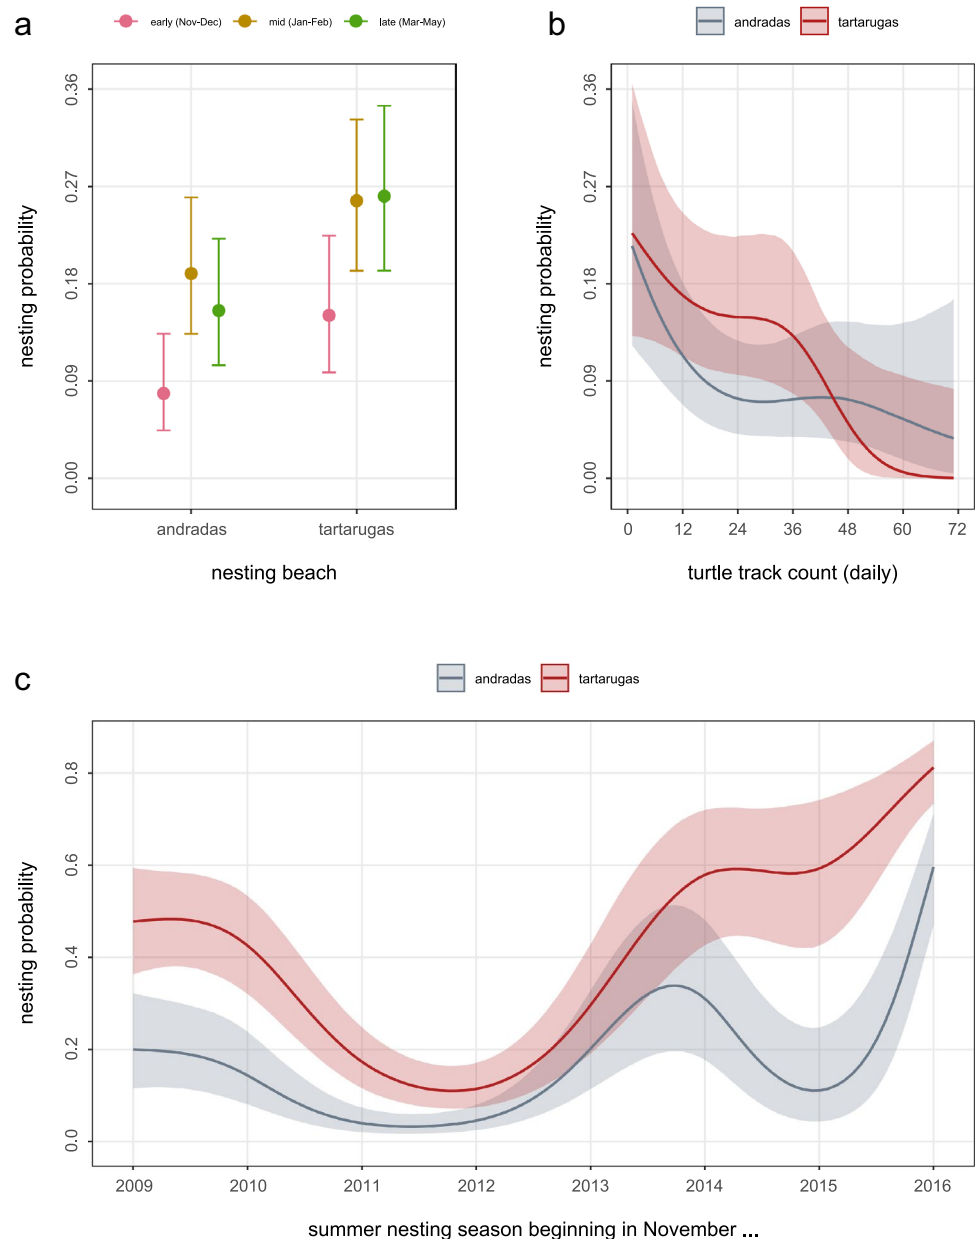 a
early (Nov-Dec) mid (Jan-Feb) late (Mar-May)
nesting probability
0.36
0.27
0.18
0.09
0.00
andradas tartarugas
nesting beach
b
andradas tartarugas
nesting probability
0.36
0.27
0.18
0.09
0.00
0 12 24 36 48 60 72
turtle track count (daily)
c
andradas tartarugas
nesting probability
0.8
0.6
0.4
0.2
0.0
2009 2010 2011 2012 2013 2014 2015 2016
summer nesting season beginning in November ...